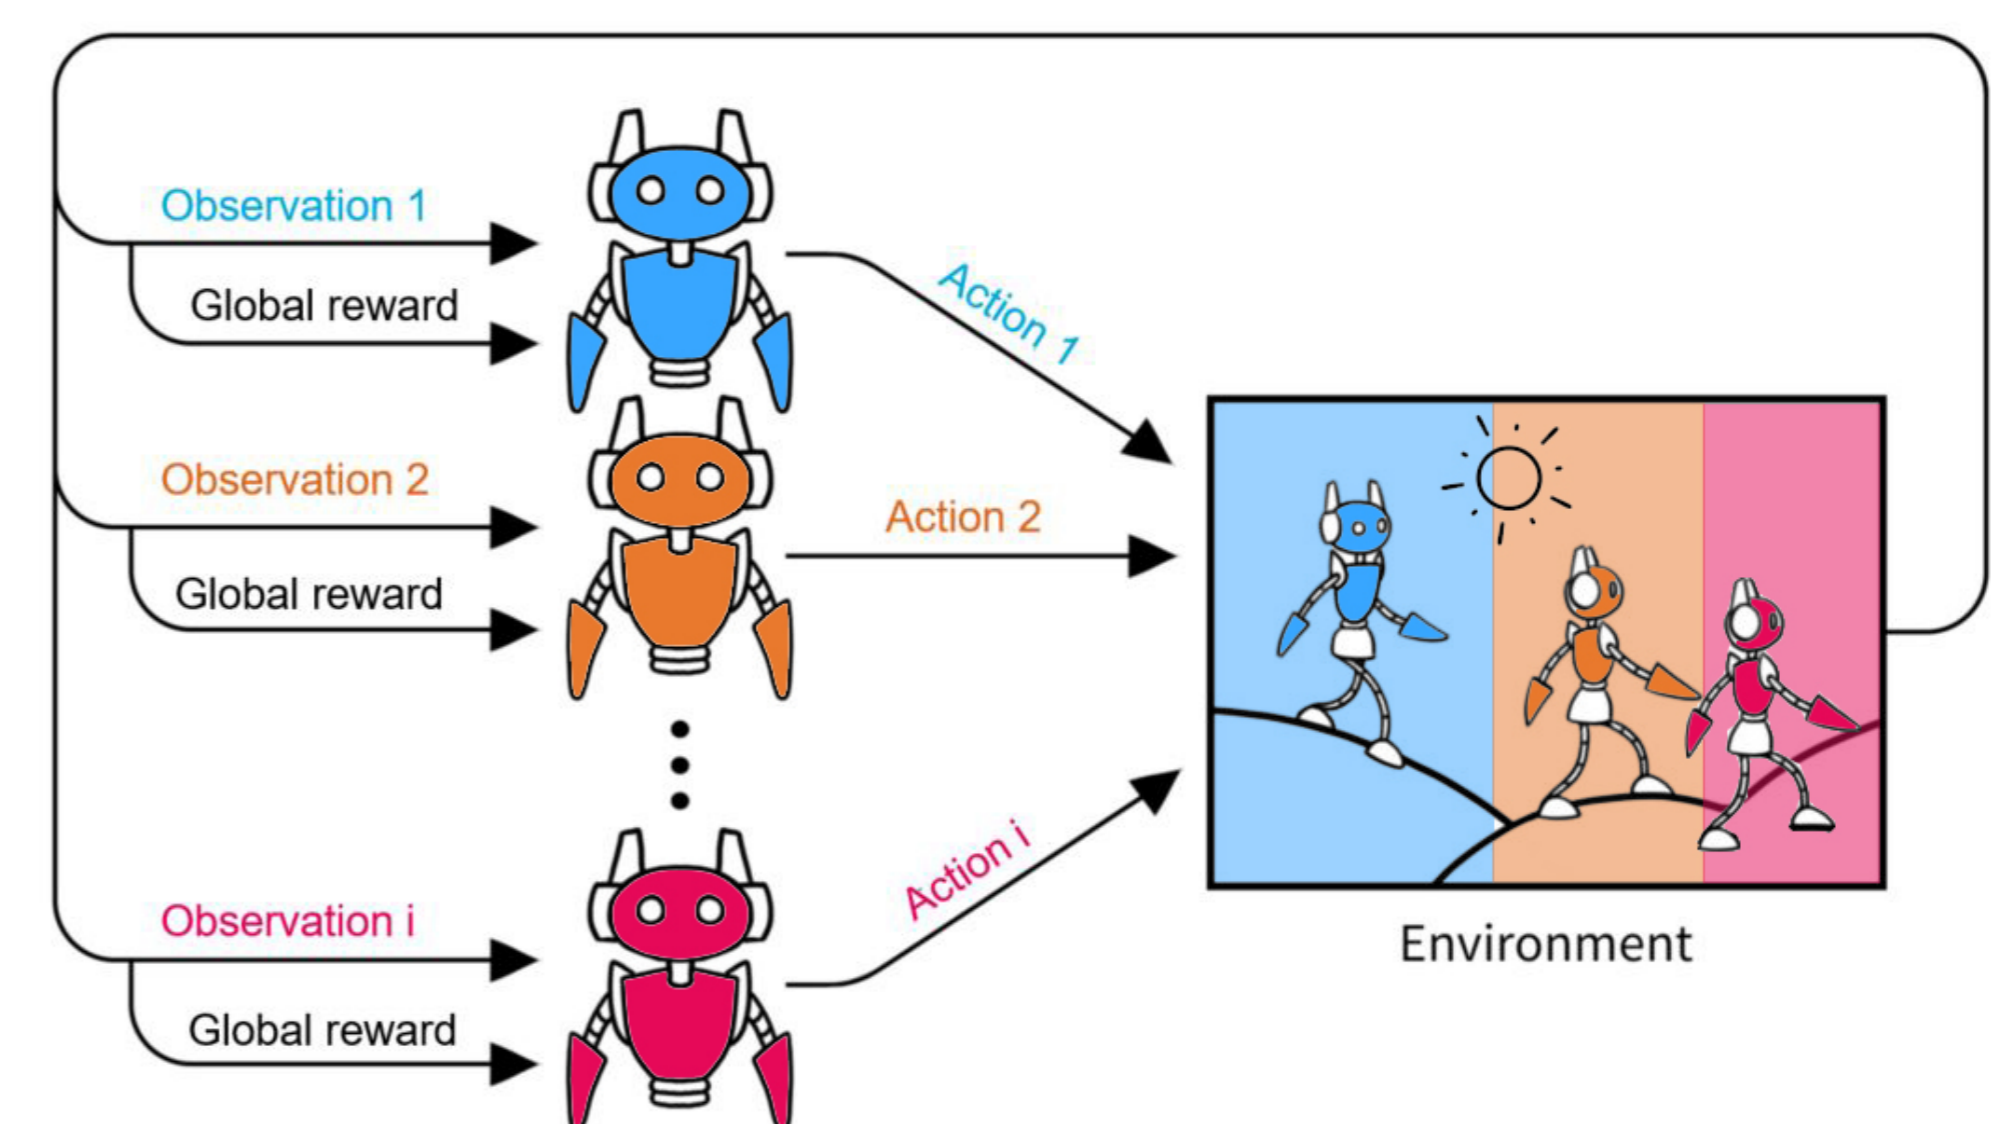 Observation 1
Global reward
Action 1
Observation 2
Global reward
Action 2
Observation i
Global reward
Action i
Environment